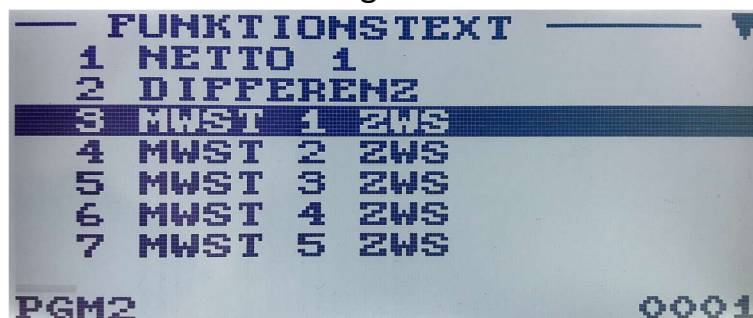 FUNKTIONSTEXT
1 NETTO 1
2 DIFFERENZ
3 MWST 1 ZWS
4 MWST 2 ZWS
5 MWST 3 ZWS
6 MWST 4 ZWS
7 MWST 5 ZWS
PGM2 0001